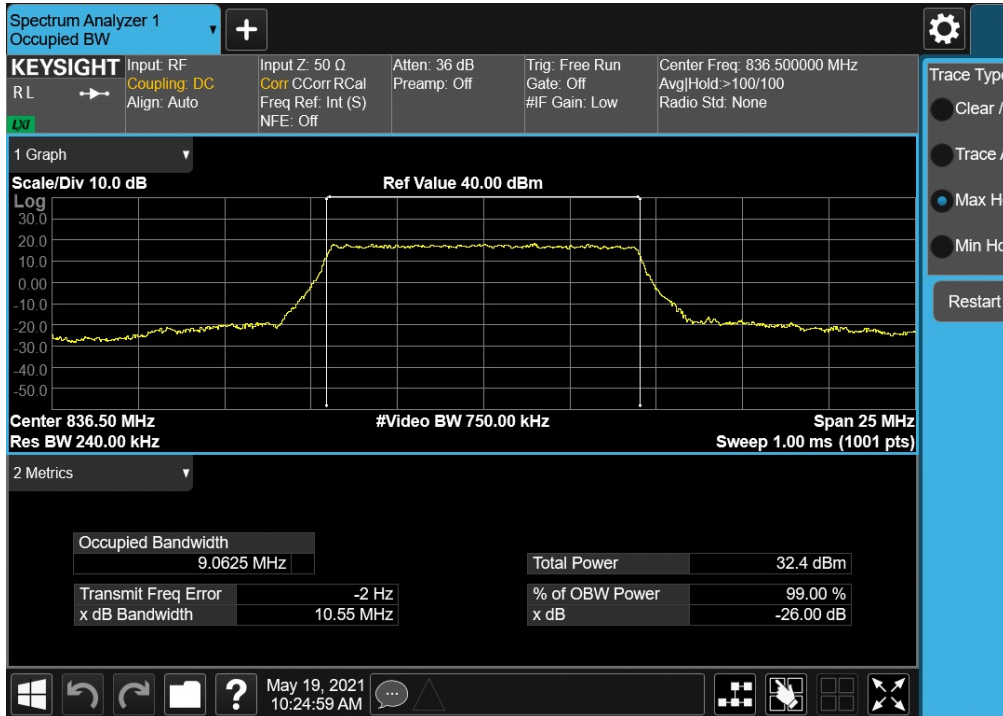 Spectrum Analyzer 1
Occupied BW
KEYSIGHT
R L
LXI
Input: RF
Coupling: DC
Align: Auto
Input Z: 50 Ω
Corr CCorr RCal
Freq Ref: Int (S)
NFE: Off
Atten: 36 dB
Preamp: Off
Trig: Free Run
Gate: Off
#IF Gain: Low
Center Freq: 836.500000 MHz
Avg|Hold:>100/100
Radio Std: None
Trace Type
Clear /
Trace
Max
Min
Restart
1 Graph
Scale/Div 10.0 dB
Ref Value 40.00 dBm
Log
30.0
20.0
10.0
0.00
-10.0
-20.0
-30.0
-40.0
-50.0
Center 836.50 MHz
#Video BW 750.00 kHz
Span 25 MHz
Res BW 240.00 kHz
Sweep 1.00 ms (1001 pts)
2 Metrics
Occupied Bandwidth
9.0625 MHz
Transmit Freq Error -2 Hz
x dB Bandwidth 10.55 MHz
Total Power 32.4 dBm
% of OBW Power 99.00 %
x dB -26.00 dB
?
May 19, 2021
10:24:59 AM